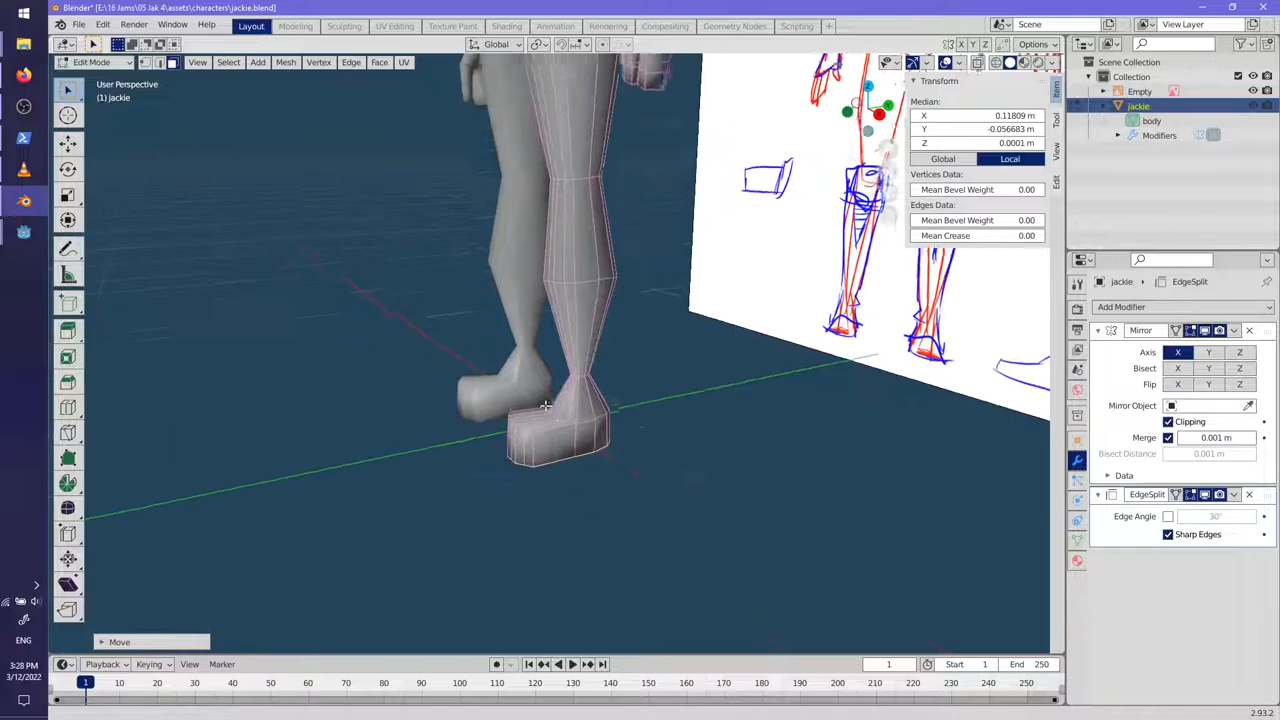 Blender* [E:\16 Jams\05 Jak 4\assets\characters\jackie.blend]
File Edit Render Window Help Layout Modeling Sculpting UV Editing Texture Paint Shading Animation Rendering Compositing Geometry Nodes Scripting + Scene View Layer
Global X Y Z Options
Edit Mode View Select Add Mesh Vertex Edge Face UV
User Perspective
(1) jackie
Transform
Median:
X 0.11809 m
Y -0.056683 m
Z 0.0001 m
Global Local
Vertices Data:
Mean Bevel Weight 0.00
Edges Data:
Mean Bevel Weight 0.00
Mean Crease 0.00
Item
Tool
View
Edit
Z
Y
X
Scene Collection
Collection
Empty
jackie
body
Modifiers
jackie EdgeSplit
Add Modifier
Mirror
Axis X Y Z
Bisect X Y Z
Flip X Y Z
Mirror Object
Clipping
Merge 0.001 m
Bisect Distance 0.001 m
Data
EdgeSplit
Edge Angle 30°
Sharp Edges
Move
Playback Keying View Marker 1 Start 1 End 250
1 10 20 30 40 50 60 70 80 90 100 110 120 130 140 150 160 170 180 190 200 210 220 230 240 250
2.93.2
ENG
3:28 PM
3/12/2022